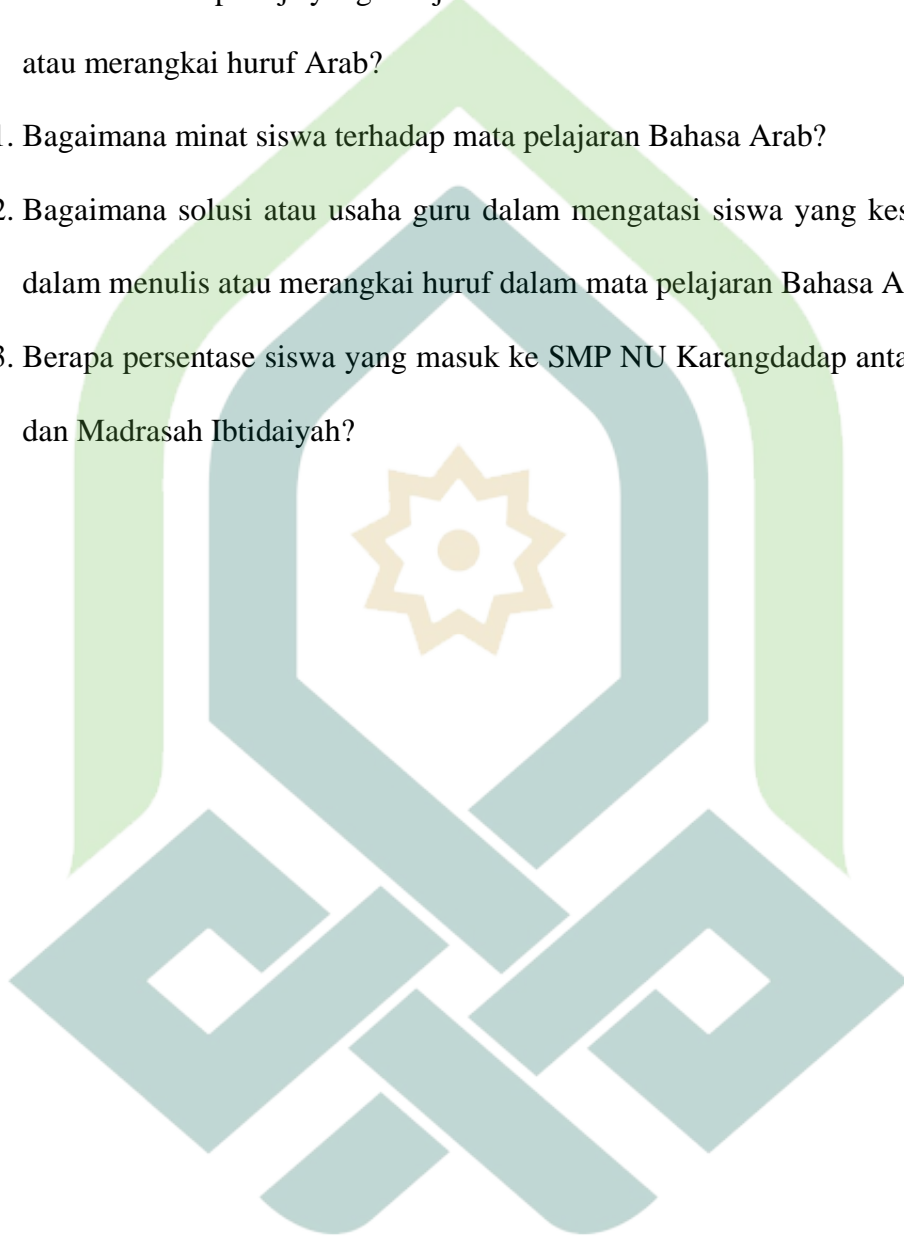 atau merangkai huruf Arab?
. Bagaimana minat siswa terhadap mata pelajaran Bahasa Arab?
2. Bagaimana solusi atau usaha guru dalam mengatasi siswa yang
dalam menulis atau merangkai huruf dalam mata pelajaran Bahasa
3. Berapa persentase siswa yang masuk ke SMP NU Karangdadap
dan Madrasah Ibtidaiyah?